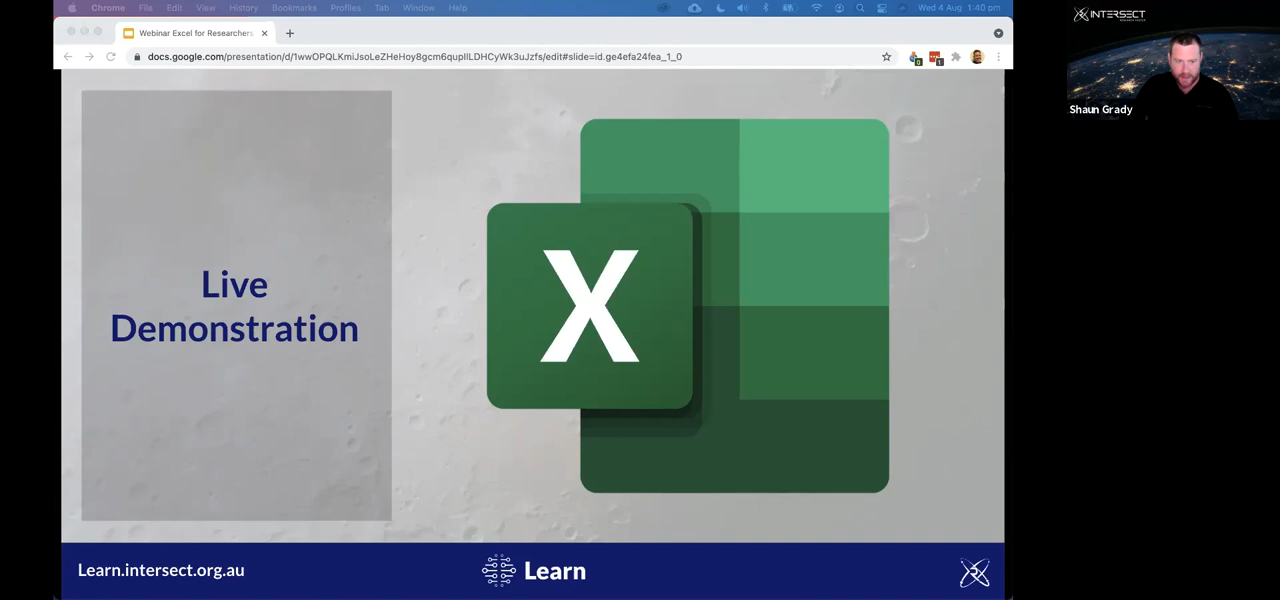 Chrome File Edit View History Bookmarks Profiles Tab Window Help
Wed 4 Aug 1:40 pm
Webinar Excel for Researchers
docs.google.com/presentation/d/1wwOPQLKmiJsoLeZHeHoy8gcm6qupIlLDHCyWk3uJzfs/edit#slide=id.ge4efa24fea_1_0
INTERSECT
Shaun Grady
Live
Demonstration
X
Learn.intersect.org.au
Learn